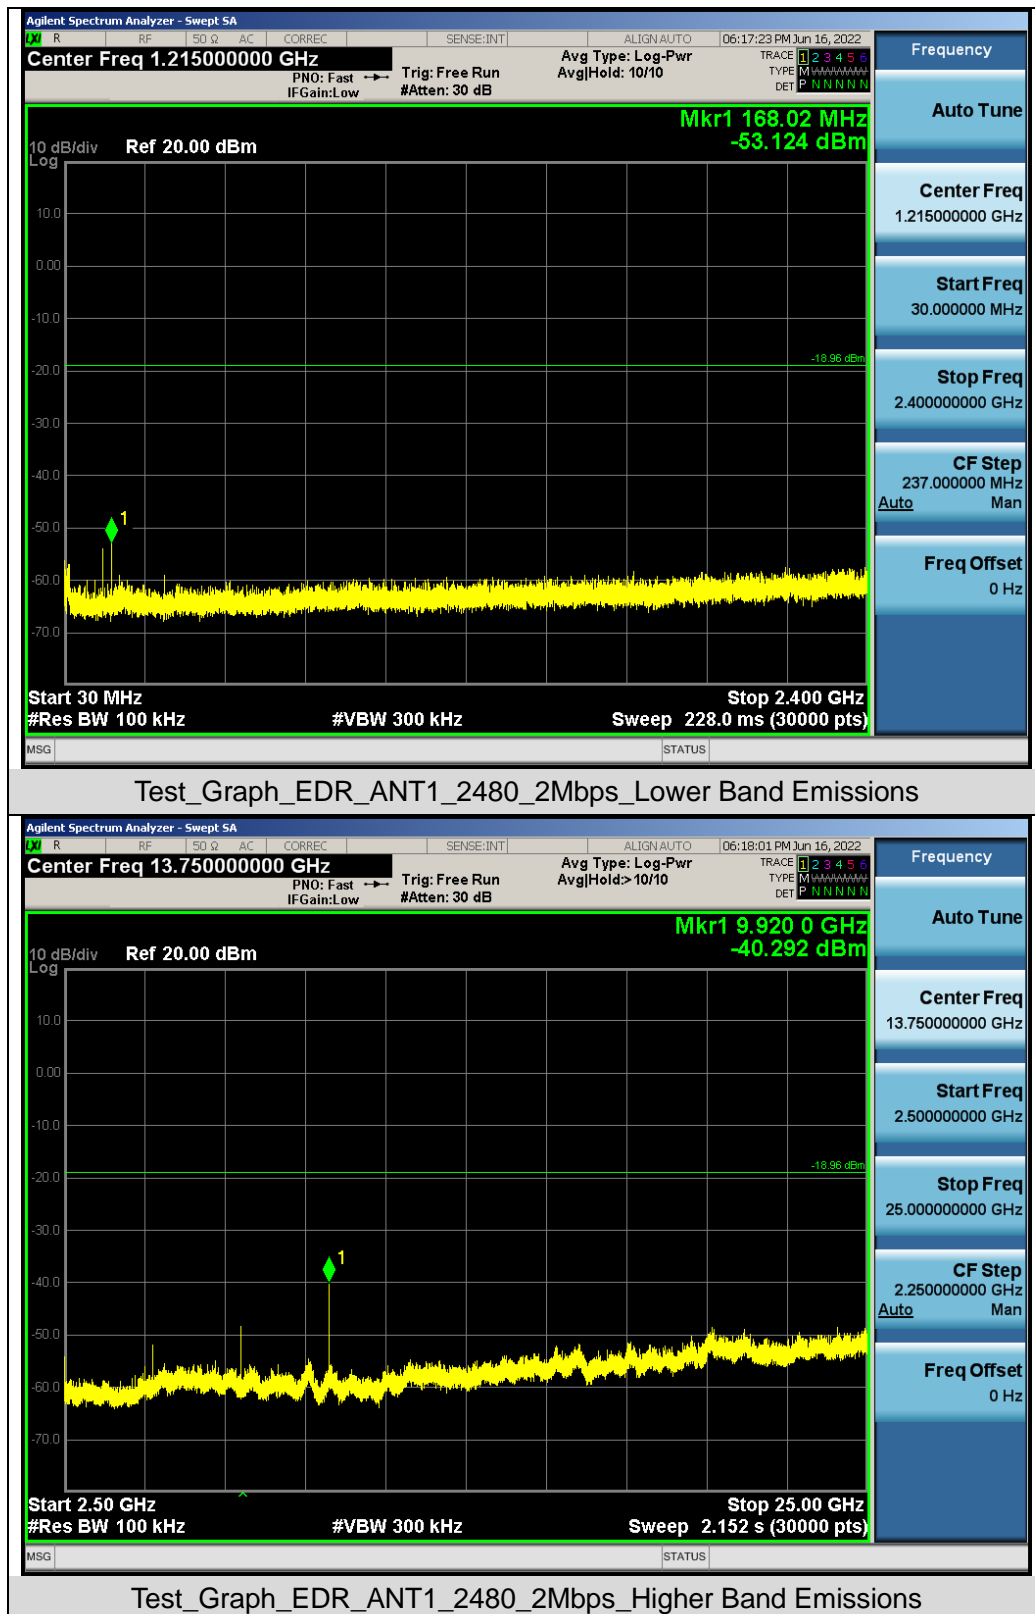 Agilent Spectrum Analyzer - Swept SA
LXI R RF 50 Ω AC CORREC SENSE:INT ALIGN AUTO 06:17:23 PM Jun 16, 2022
Center Freq 1.215000000 GHz
PNO: Fast
IFGain:Low
Trig: Free Run
#Atten: 30 dB
Avg Type: Log-Pwr
Avg|Hold: 10/10
TRACE 1 2 3 4 5 6
TYPE M
DET P N N N N N
Frequency
Auto Tune
Center Freq
1.215000000 GHz
Start Freq
30.000000 MHz
Stop Freq
2.400000000 GHz
CF Step
237.000000 MHz
Auto Man
Freq Offset
0 Hz
Mkr1 168.02 MHz
-53.124 dBm
10 dB/div Ref 20.00 dBm
Log
10.0
0.00
-10.0
-18.96 dBm
-20.0
-30.0
-40.0
-50.0
1
-60.0
-70.0
Start 30 MHz Stop 2.400 GHz
#Res BW 100 kHz #VBW 300 kHz Sweep 228.0 ms (30000 pts)
MSG STATUS
Test_Graph_EDR_ANT1_2480_2Mbps_Lower Band Emissions
Agilent Spectrum Analyzer - Swept SA
LXI R RF 50 Ω AC CORREC SENSE:INT ALIGN AUTO 06:18:01 PM Jun 16, 2022
Center Freq 13.750000000 GHz
PNO: Fast
IFGain:Low
Trig: Free Run
#Atten: 30 dB
Avg Type: Log-Pwr
Avg|Hold:>10/10
TRACE 1 2 3 4 5 6
TYPE M
DET P N N N N N
Frequency
Auto Tune
Center Freq
13.750000000 GHz
Start Freq
2.500000000 GHz
Stop Freq
25.000000000 GHz
CF Step
2.250000000 GHz
Auto Man
Freq Offset
0 Hz
Mkr1 9.920 0 GHz
-40.292 dBm
10 dB/div Ref 20.00 dBm
Log
10.0
0.00
-10.0
-18.96 dBm
-20.0
-30.0
1
-40.0
-50.0
-60.0
-70.0
Start 2.50 GHz Stop 25.00 GHz
#Res BW 100 kHz #VBW 300 kHz Sweep 2.152 s (30000 pts)
MSG STATUS
Test_Graph_EDR_ANT1_2480_2Mbps_Higher Band Emissions